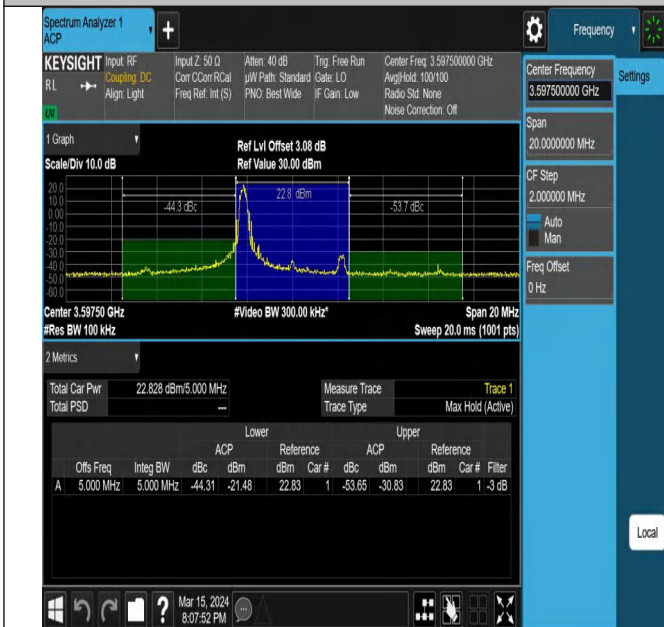 Spectrum Analyzer 1
ACP
+
Frequency
KEYSIGHT
RL
LXI
Input: RF
Coupling: DC
Align: Light
Input Z: 50 Ω
Corr CCorr RCal
Freq Ref: Int (S)
Atten: 40 dB
µW Path: Standard
PNO: Best Wide
Trig: Free Run
Gate: LO
IF Gain: Low
Center Freq: 3.597500000 GHz
Avg|Hold: 100/100
Radio Std: None
Noise Correction: Off
Center Frequency
3.597500000 GHz
Settings
Span
20.0000000 MHz
CF Step
2.000000 MHz
Auto
Man
Freq Offset
0 Hz
Local
1 Graph
Scale/Div 10.0 dB
Ref Lvl Offset 3.08 dB
Ref Value 30.00 dBm
20.0
10.0
0.00
-10.0
-20.0
-30.0
-40.0
-50.0
-60.0
-44.3 dBc
22.8 dBm
-53.7 dBc
Center 3.59750 GHz
#Video BW 300.00 kHz*
Span 20 MHz
#Res BW 100 kHz
Sweep 20.0 ms (1001 pts)
2 Metrics
Total Car Pwr 22.828 dBm/5.000 MHz
Total PSD ---
Measure Trace Trace 1
Trace Type Max Hold (Active)
Lower Upper
ACP Reference ACP Reference
Offs Freq Integ BW dBc dBm dBm Car # dBc dBm dBm Car # Filter
A 5.000 MHz 5.000 MHz -44.31 -21.48 22.83 1 -53.65 -30.83 22.83 1 -3 dB
?
Mar 15, 2024
8:07:52 PM